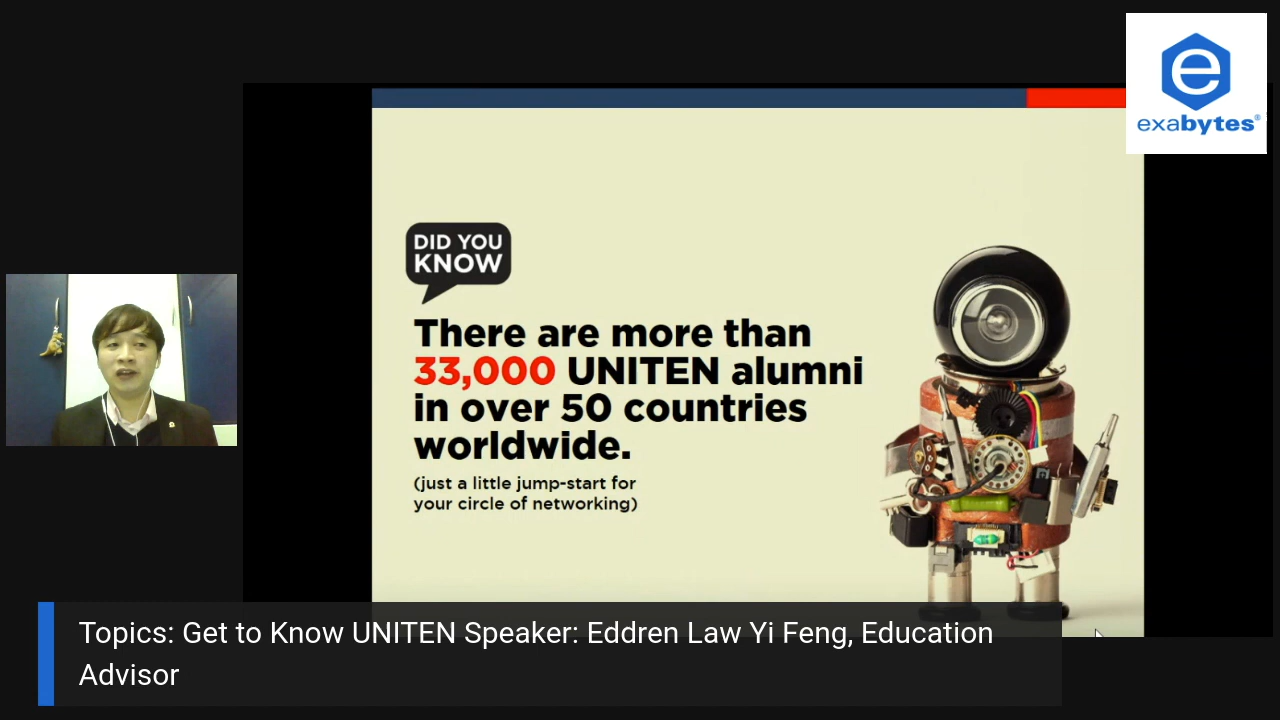 e
exabytes®
DID YOU
KNOW
There are more than
33,000 UNITEN alumni
in over 50 countries
worldwide.
(just a little jump-start for
your circle of networking)
Topics: Get to Know UNITEN Speaker: Eddren Law Yi Feng, Education
Advisor